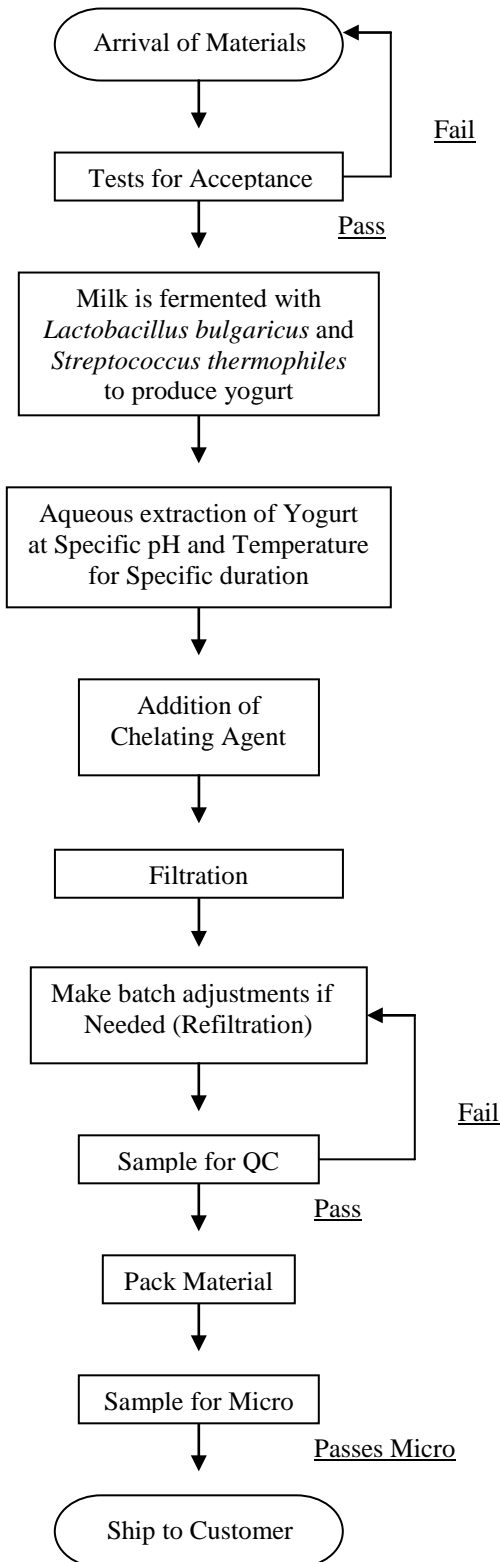 Arrival of Materials
Fail
Tests for Acceptance
Pass
Milk is fermented with
Lactobacillus bulgaricus and
Streptococcus thermophiles
to produce yogurt
Aqueous extraction of Yogurt
at Specific pH and Temperature
for Specific duration
Addition of
Chelating Agent
Filtration
Make batch adjustments if
Needed (Refiltration)
Fail
Sample for QC
Pass
Pack Material
Sample for Micro
Passes Micro
Ship to Customer